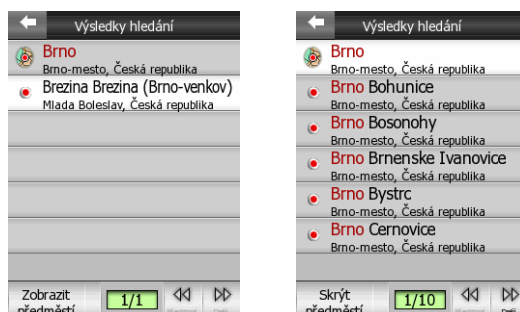 Výsledky hledání
Brno
Brno-mesto, Česká republika
Brezina Brezina (Brno-venkov)
Mlada Boleslav, Česká republika
Zobrazit
předměstí
1/1
Výsledky hledání
Brno
Brno-mesto, Česká republika
Brno Bohunice
Brno-mesto, Česká republika
Brno Bosonohy
Brno-mesto, Česká republika
Brno Brnenske Ivanovice
Brno-mesto, Česká republika
Brno Bystrc
Brno-mesto, Česká republika
Brno Cernovice
Brno-mesto, Česká republika
Skrýt
předměstí
1/10